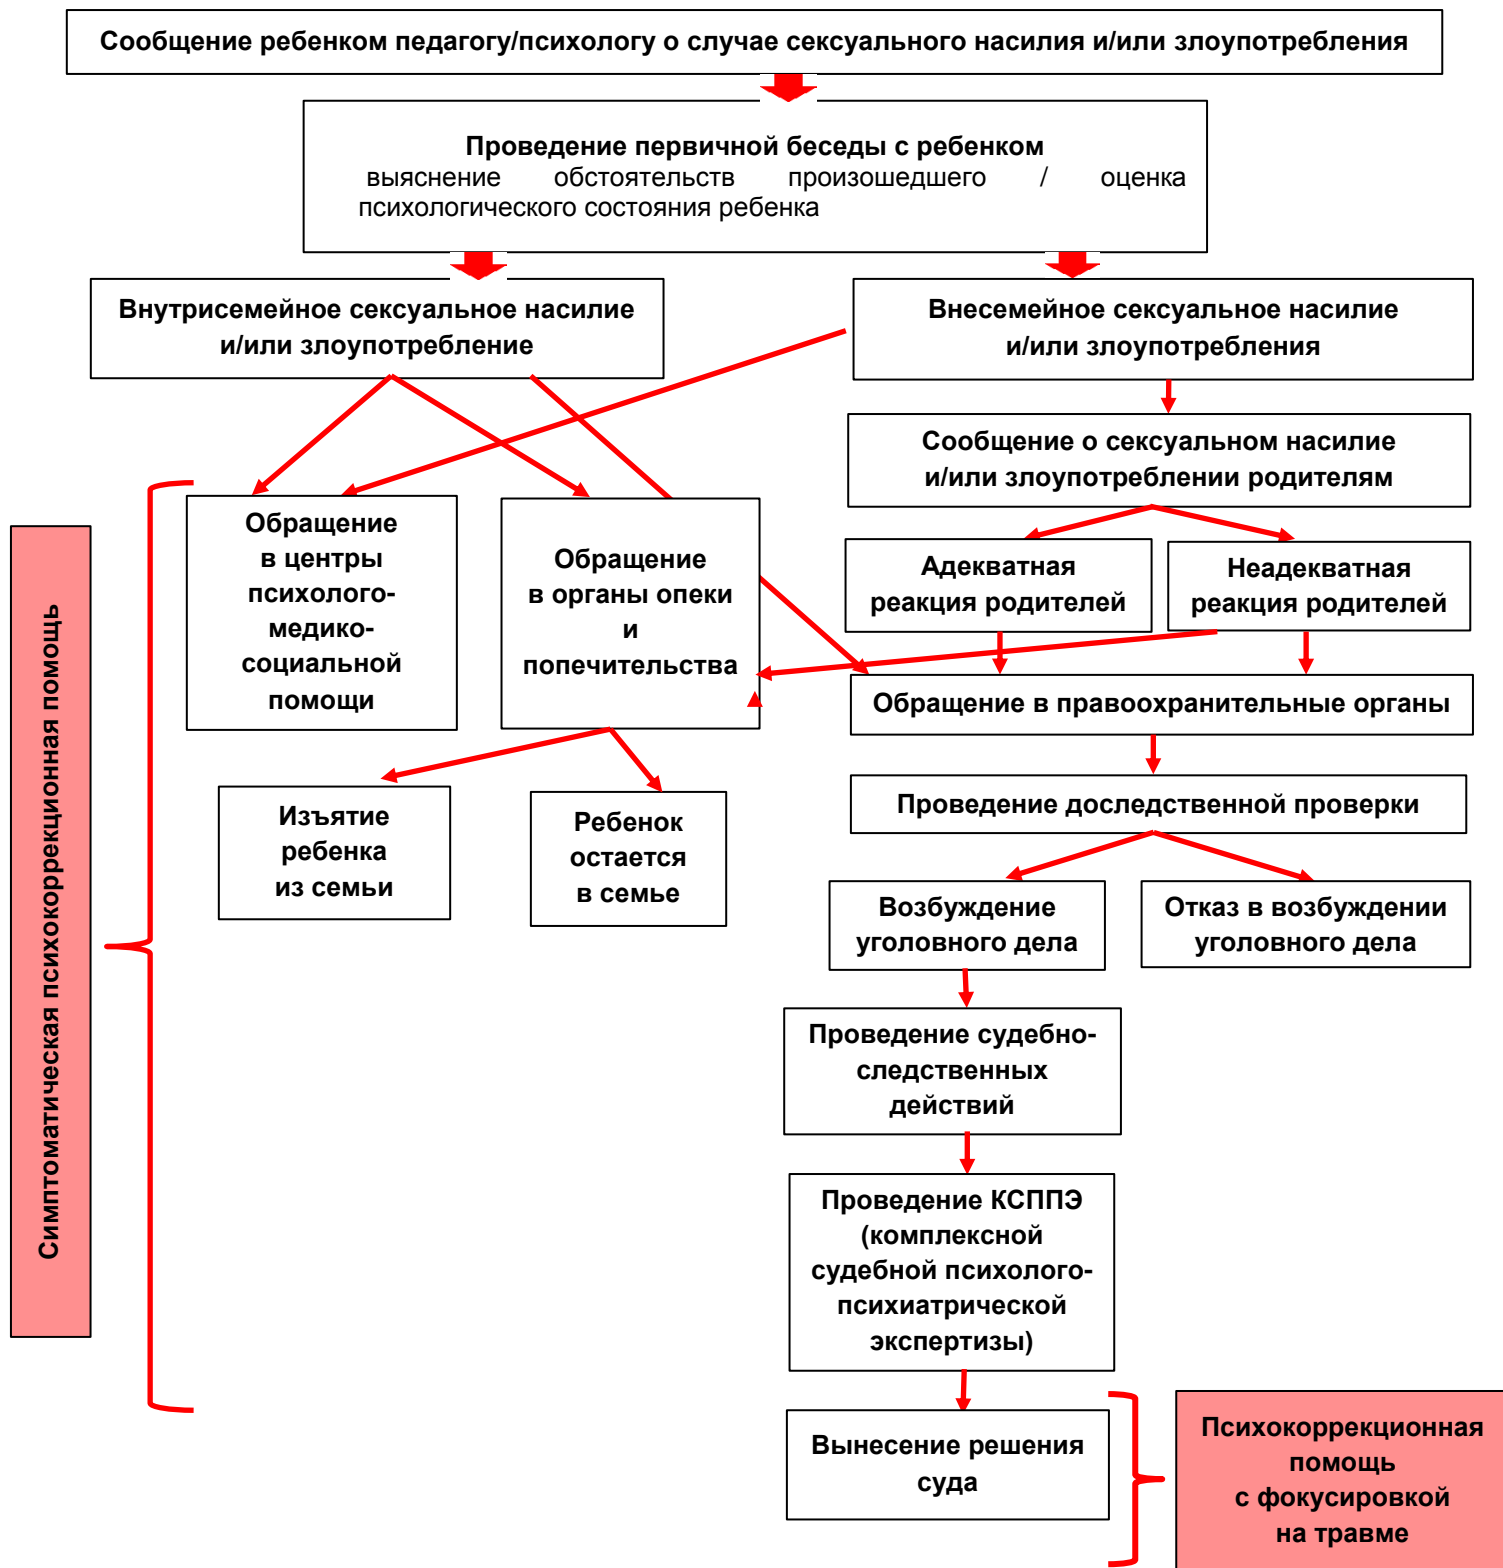 Сообщение ребенком педагогу/психологу о случае сексуального насилия и/или злоупотребления
Проведение первичной беседы с ребенком
выяснение обстоятельств произошедшего / оценка
психологического состояния ребенка
Внутрисемейное сексуальное насилие
и/или злоупотребление
Внесемейное сексуальное насилие
и/или злоупотребления
Сообщение о сексуальном насилие
и/или злоупотреблении родителям
Обращение
в центры
психолого-
медико-
социальной
помощи
Обращение
в органы опеки
и
попечительства
Адекватная
реакция родителей
Неадекватная
реакция родителей
Обращение в правоохранительные органы
Изъятие
ребенка
из семьи
Ребенок
остается
в семье
Проведение доследственной проверки
Возбуждение
уголовного дела
Отказ в возбуждении
уголовного дела
Проведение судебно-
следственных
действий
Проведение КСППЭ
(комплексной
судебной психолого-
психиатрической
экспертизы)
Вынесение решения
суда
Симптоматическая психокоррекционная помощь
Психокоррекционная
помощь
с фокусировкой
на травме